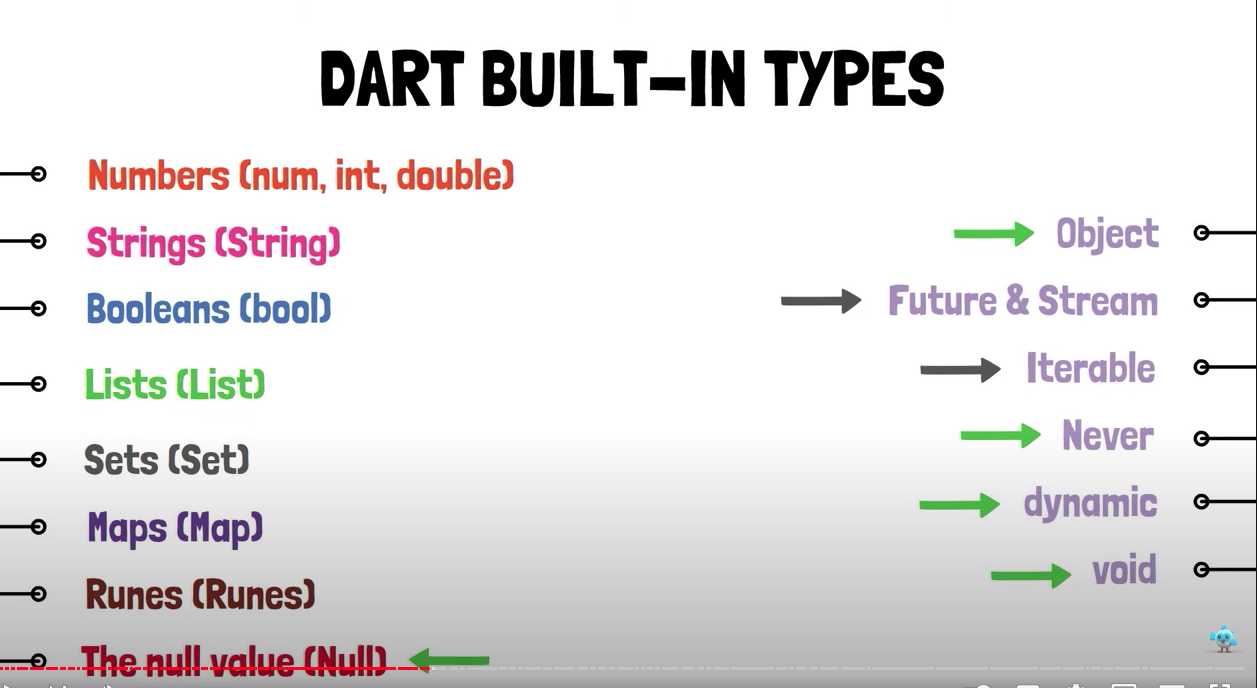 DART BUILT-IN TYPES
Numbers (num, int, double)
Strings (String)
Booleans (bool)
Lists (List)
Sets (Set)
Maps (Map)
Runes (Runes)
The null value (Null)
Object
Future & Stream
Iterable
Never
dynamic
void